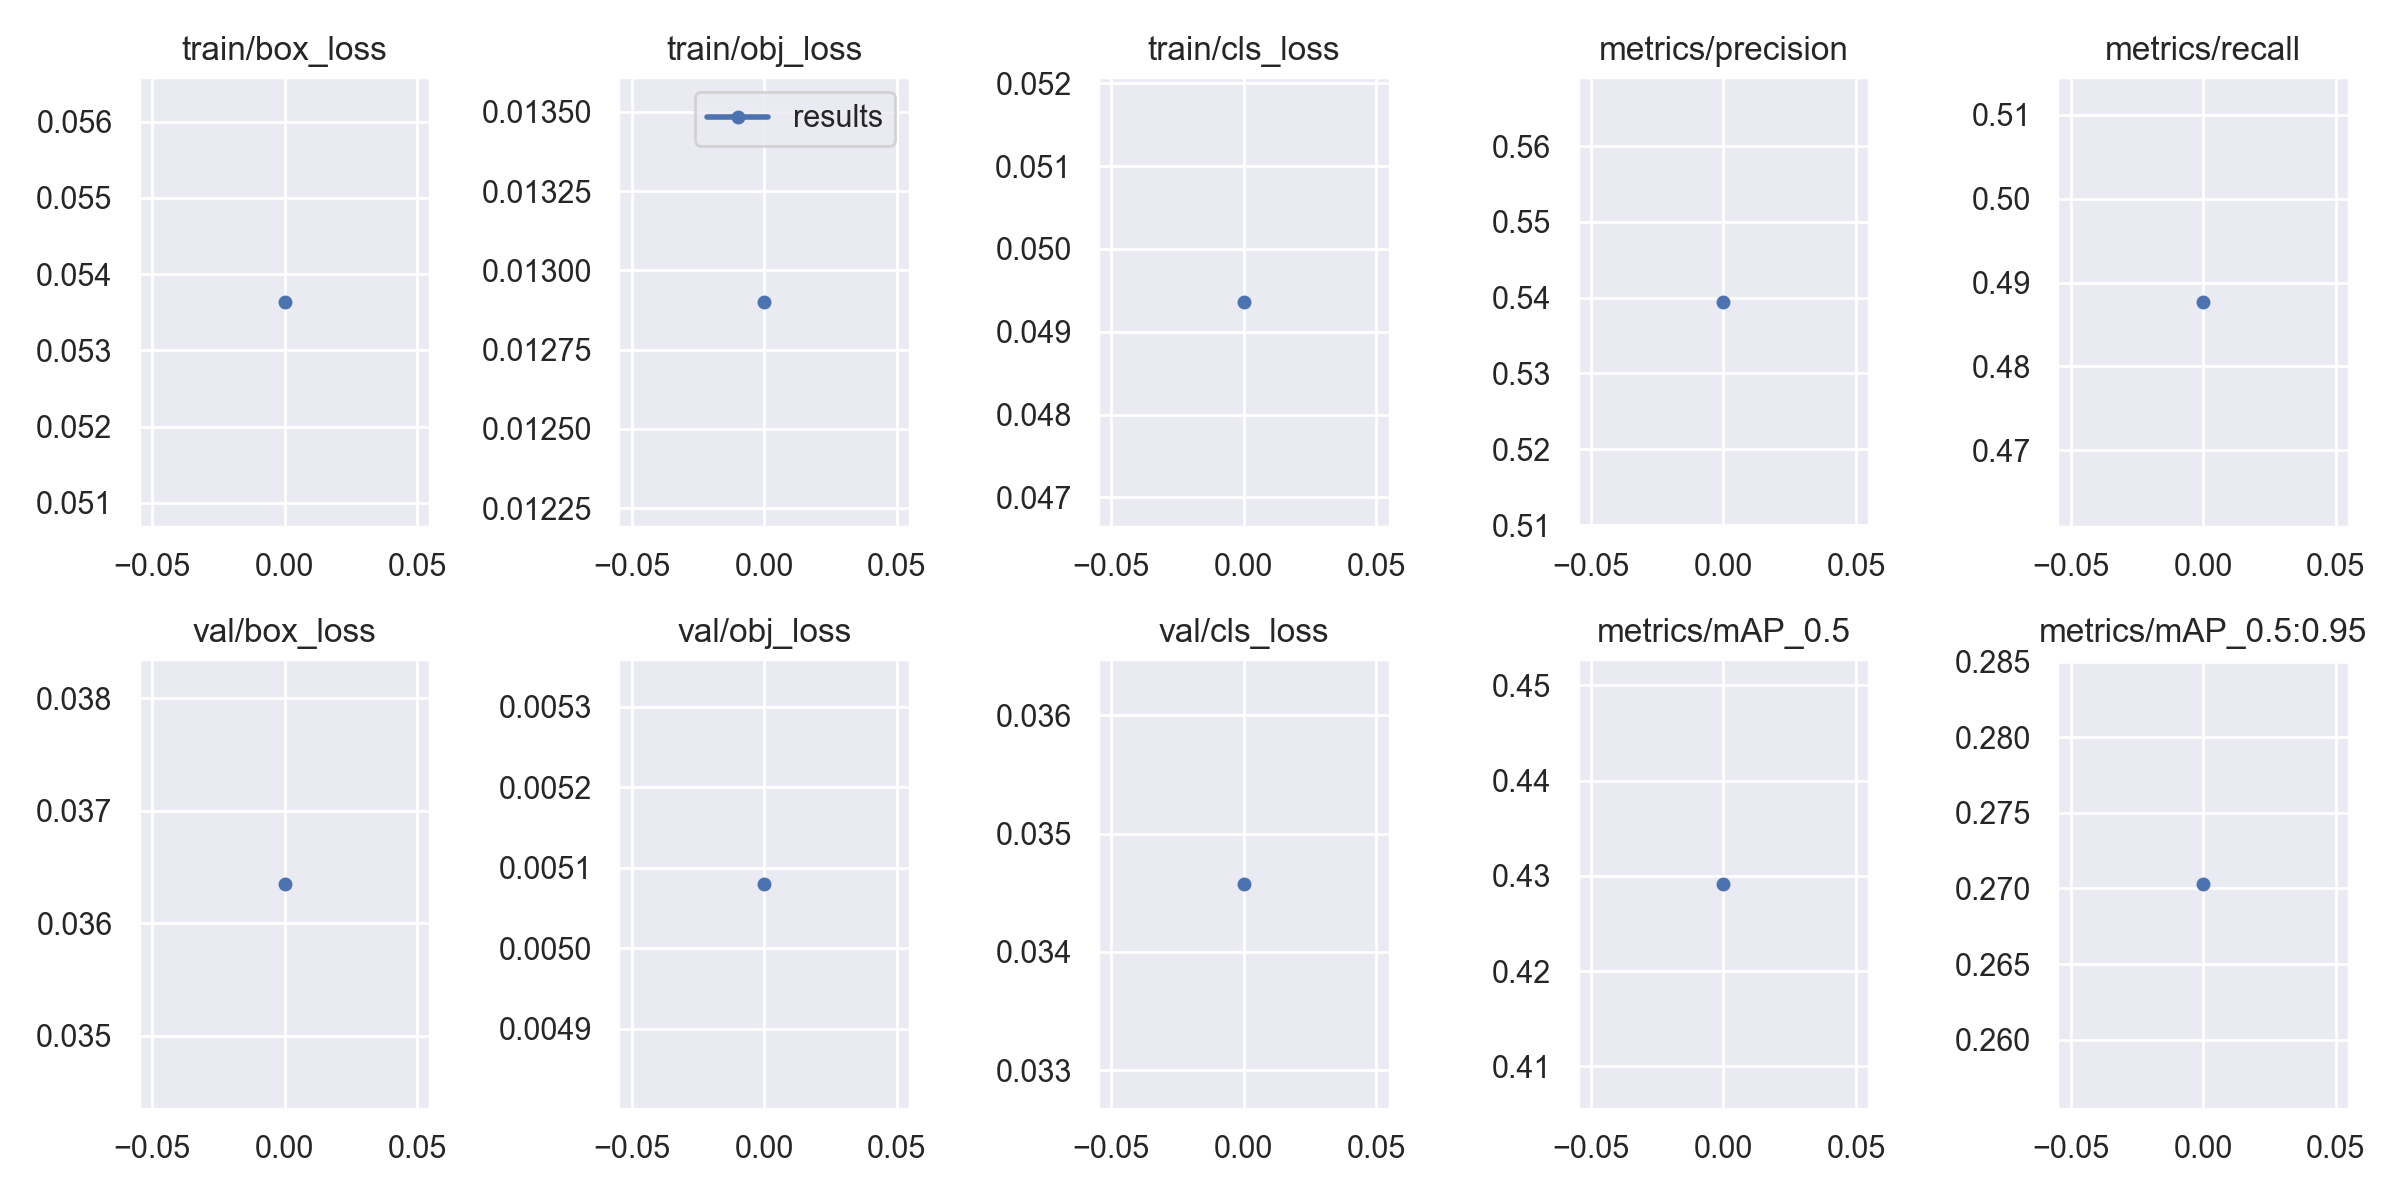 train/box_loss
0.056
0.055
0.054
0.053
0.052
0.051
−0.05 0.00 0.05
train/obj_loss
results
0.01350
0.01325
0.01300
0.01275
0.01250
0.01225
−0.05 0.00 0.05
train/cls_loss
0.052
0.051
0.050
0.049
0.048
0.047
−0.05 0.00 0.05
metrics/precision
0.56
0.55
0.54
0.53
0.52
0.51
−0.05 0.00 0.05
metrics/recall
0.51
0.50
0.49
0.48
0.47
−0.05 0.00 0.05
val/box_loss
0.038
0.037
0.036
0.035
−0.05 0.00 0.05
val/obj_loss
0.0053
0.0052
0.0051
0.0050
0.0049
−0.05 0.00 0.05
val/cls_loss
0.036
0.035
0.034
0.033
−0.05 0.00 0.05
metrics/mAP_0.5
0.45
0.44
0.43
0.42
0.41
−0.05 0.00 0.05
metrics/mAP_0.5:0.95
0.285
0.280
0.275
0.270
0.265
0.260
−0.05 0.00 0.05